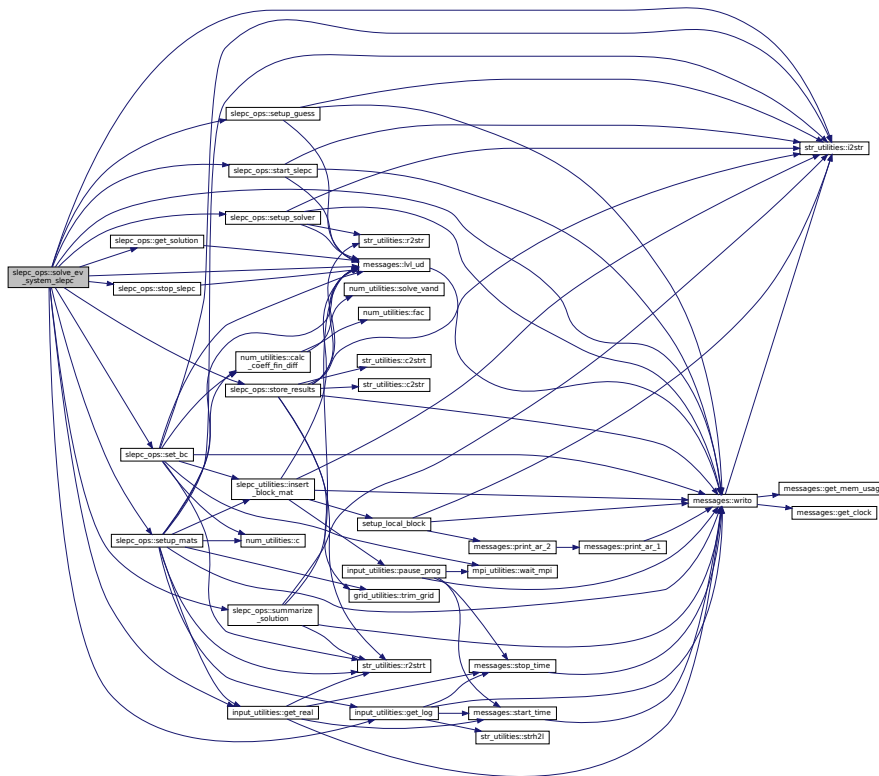 slepc_ops::solve_ev
_system_slepc
slepc_ops::setup_guess
slepc_ops::start_slepc
slepc_ops::setup_solver
slepc_ops::get_solution
slepc_ops::stop_slepc
str_utilities::i2str
str_utilities::r2str
messages::lvl_ud
num_utilities::solve_vand
num_utilities::fac
num_utilities::calc
_coeff_fin_diff
str_utilities::c2strt
slepc_ops::store_results
str_utilities::c2str
slepc_ops::set_bc
slepc_utilities::insert
_block_mat
messages::get_mem_usag
messages::writo
messages::get_clock
setup_local_block
slepc_ops::setup_mats
num_utilities::c
messages::print_ar_2
messages::print_ar_1
input_utilities::pause_prog
mpi_utilities::wait_mpi
grid_utilities::trim_grid
slepc_ops::summarize
_solution
str_utilities::r2strt
messages::stop_time
input_utilities::get_real
input_utilities::get_log
messages::start_time
str_utilities::strh2l